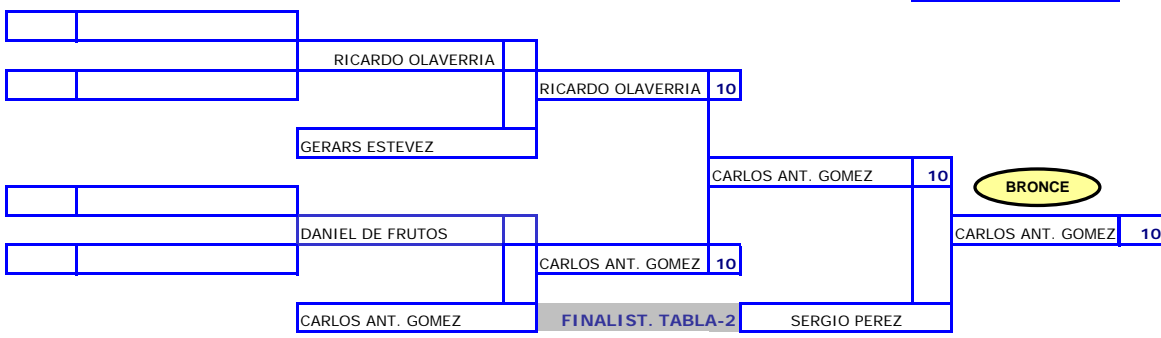 RICARDO OLAVERRIA
RICARDO OLAVERRIA 10
GERARS ESTEVEZ
CARLOS ANT. GOMEZ 10
BRONCE
DANIEL DE FRUTOS
CARLOS ANT. GOMEZ 10
CARLOS ANT. GOMEZ 10
CARLOS ANT. GOMEZ
FINALIST. TABLA-2
SERGIO PEREZ